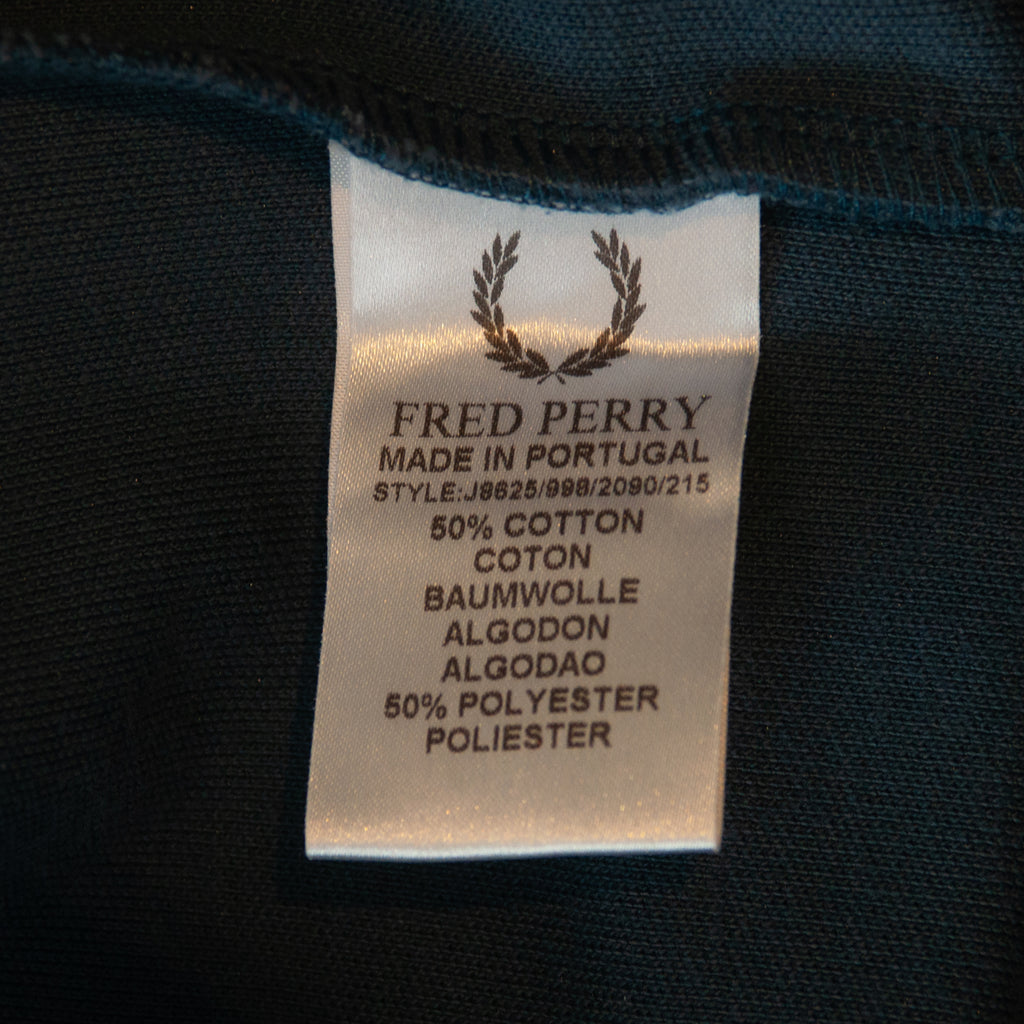 FRED PERRY
MADE IN PORTUGAL
STYLE:J8625/998/2090/215
50% COTTON
COTON
BAUMWOLLE
ALGODON
ALGODAO
50% POLYESTER
POLIESTER